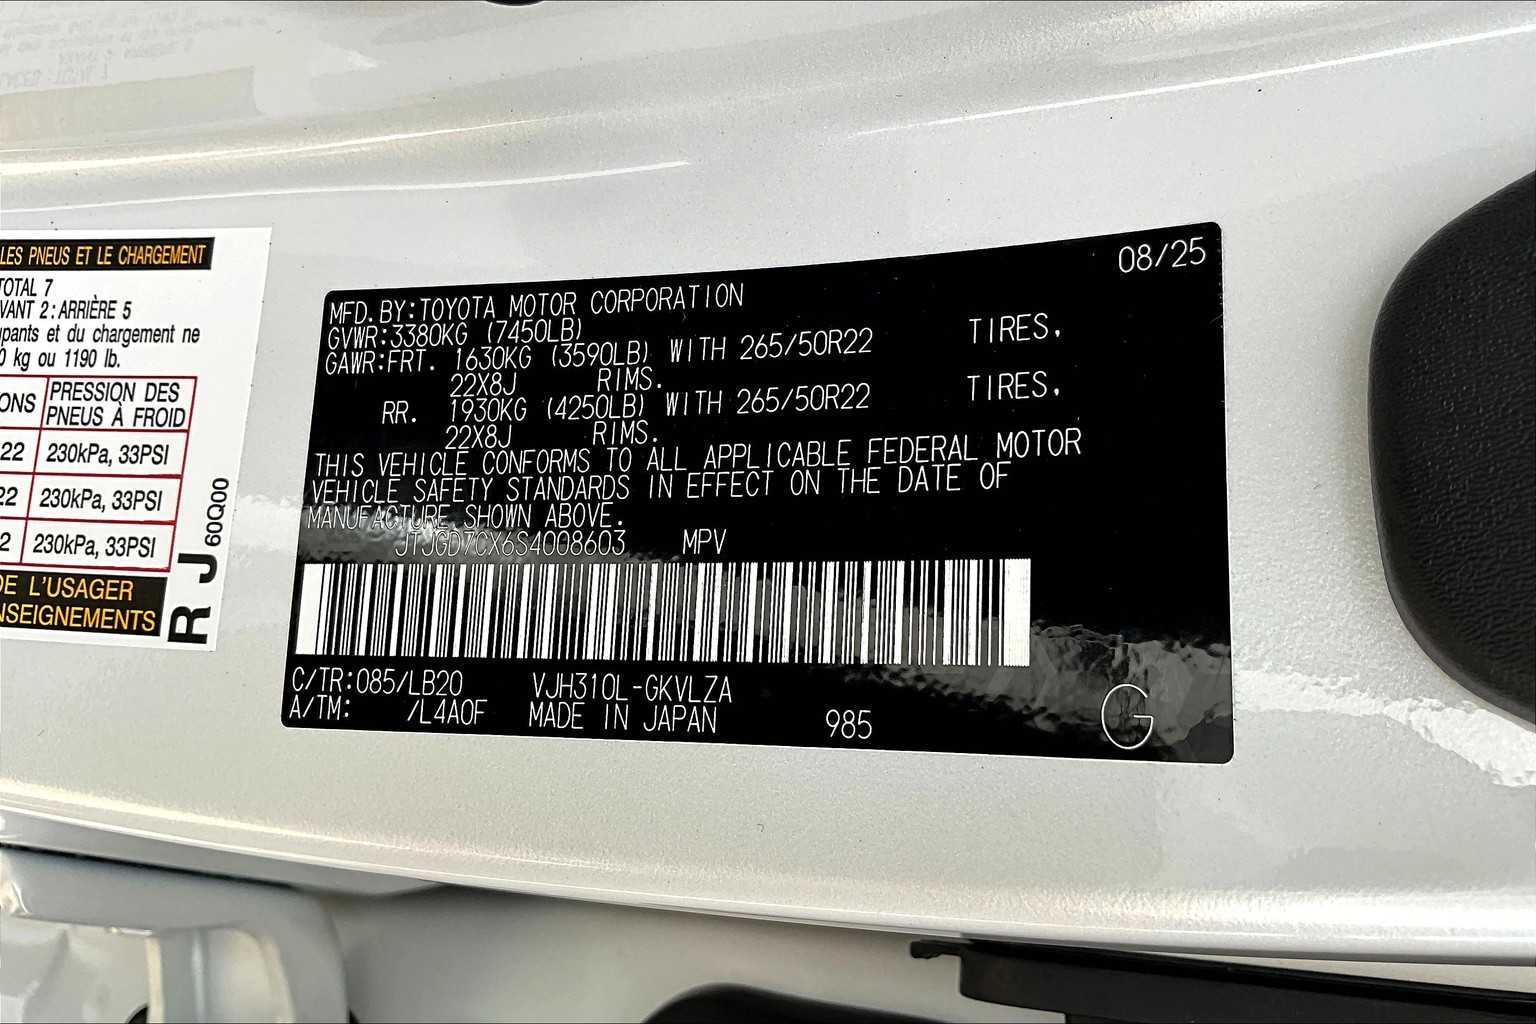 LES PNEUS ET LE CHARGEMENT
TOTAL 7
AVANT 2: ARRIÈRE 5
et du chargement ne
kg ou 1190 lb.
PRESSION DES
PNEUS À FROID
22 230kPa, 33PSI
22 230kPa, 33PSI
2 230kPa, 33PSI
DE L'USAGER
RJ 60Q00
08/25
MFD. BY: TOYOTA MOTOR CORPORATION
GVWR: 3380KG (7450LB)
GAWR: FRT. 1630KG (3590LB) WITH 265/50R22 TIRES,
22X8J RIMS.
RR. 1930KG (4250LB) WITH 265/50R22 TIRES,
22X8J RIMS.
THIS VEHICLE CONFORMS TO ALL APPLICABLE FEDERAL MOTOR
VEHICLE SAFETY STANDARDS IN EFFECT ON THE DATE OF
MANUFACTURE SHOWN ABOVE.
JTJGD7CX6S4008603 MPV
C/TR: 085/LB20 VJH310L-GKVLZA
A/TM: /L4A0F MADE IN JAPAN 985
G